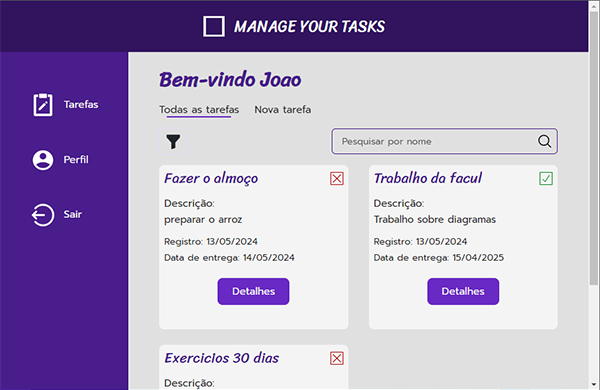 MANAGE YOUR TASKS
Tarefas
Perfil
Sair
Bem-vindo Joao
Todas as tarefas
Nova tarefa
Pesquisar por nome
Fazer o almoço
Descrição:
preparar o arroz
Registro: 13/05/2024
Data de entrega: 14/05/2024
Detalhes
Trabalho da facul
Descrição:
Trabalho sobre diagramas
Registro: 13/05/2024
Data de entrega: 15/04/2025
Detalhes
Exercicios 30 dias
Descrição: